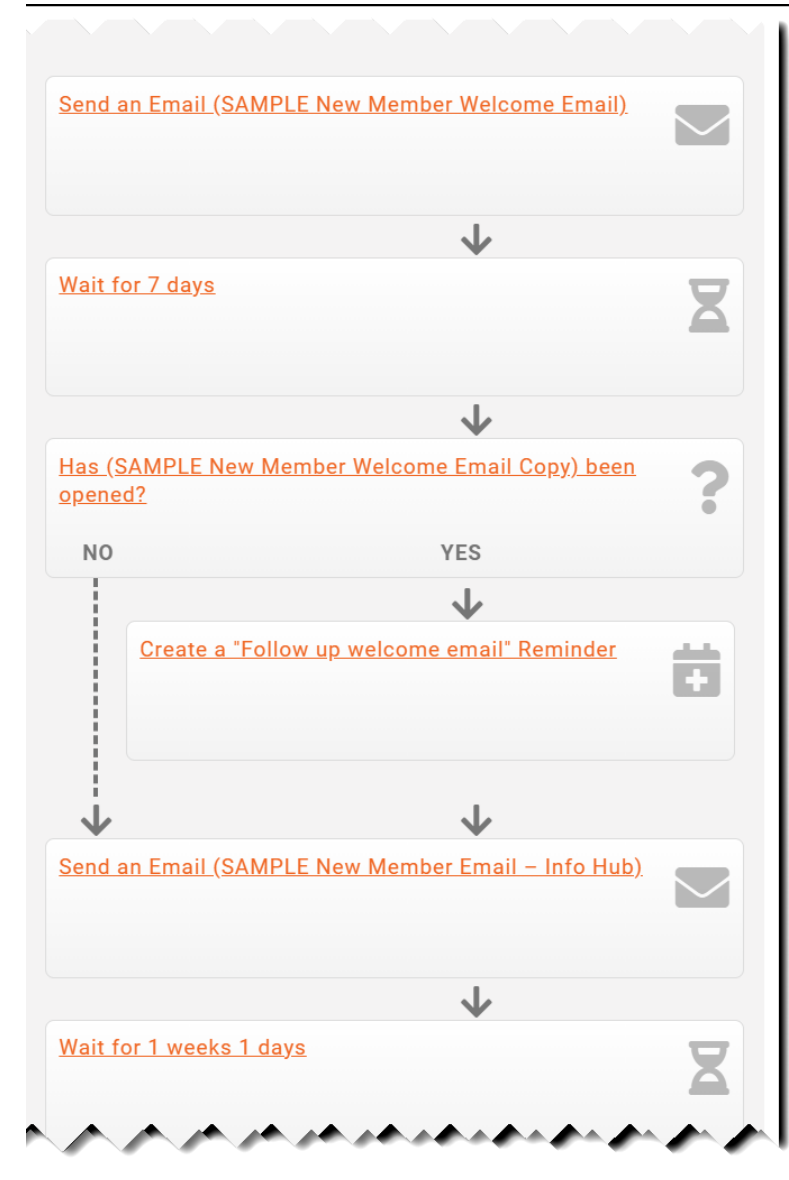 Send an Email (SAMPLE New Member Welcome Email)
Wait for 7 days
Has (SAMPLE New Member Welcome Email Copy) been
opened?
NO YES
Create a "Follow up welcome email" Reminder
Send an Email (SAMPLE New Member Email – Info Hub)
Wait for 1 weeks 1 days